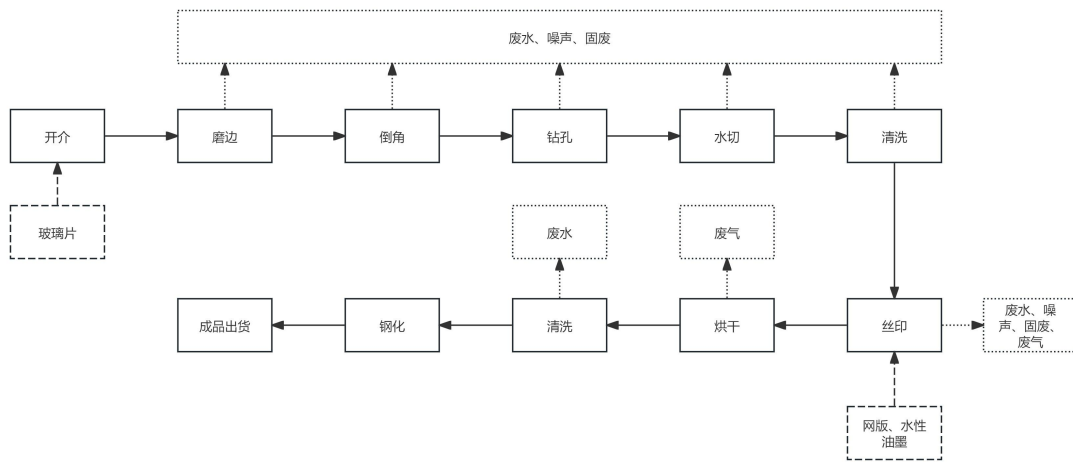 废水、噪声、固废
开介
磨边
倒角
钻孔
水切
清洗
玻璃片
废水
废气
成品出货
钢化
清洗
烘干
丝印
废水、噪
声、固废、
废气
网版、水性
油墨